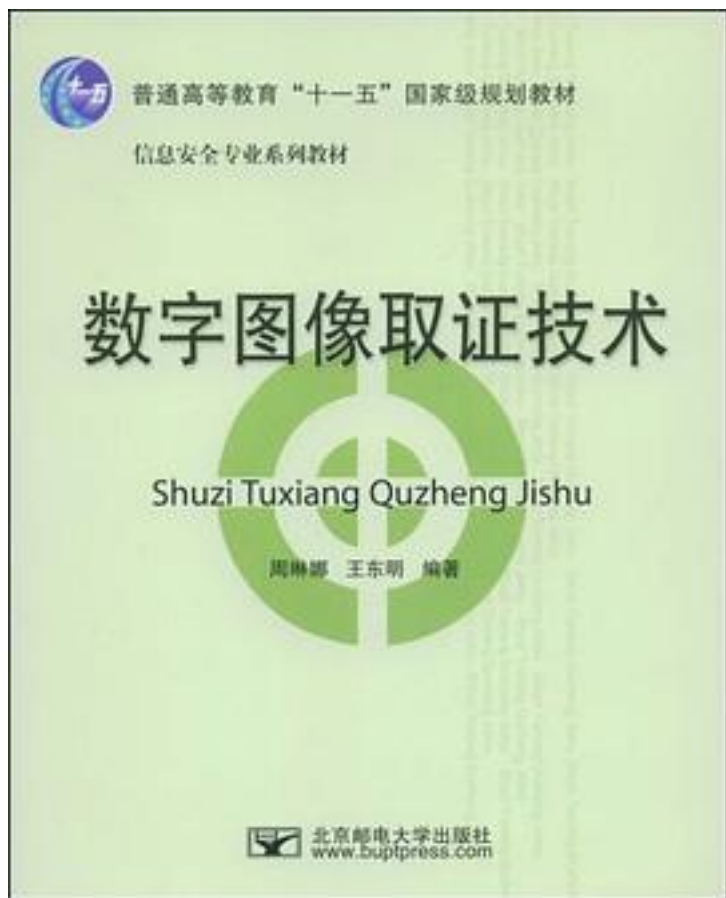 十一五
普通高等教育“十一五”国家级规划教材
信息安全专业系列教材
数字图像取证技术
Shuzi Tuxiang Quzheng Jishu
周琳娜 王东明 编著
北京邮电大学出版社
www.buptpress.com